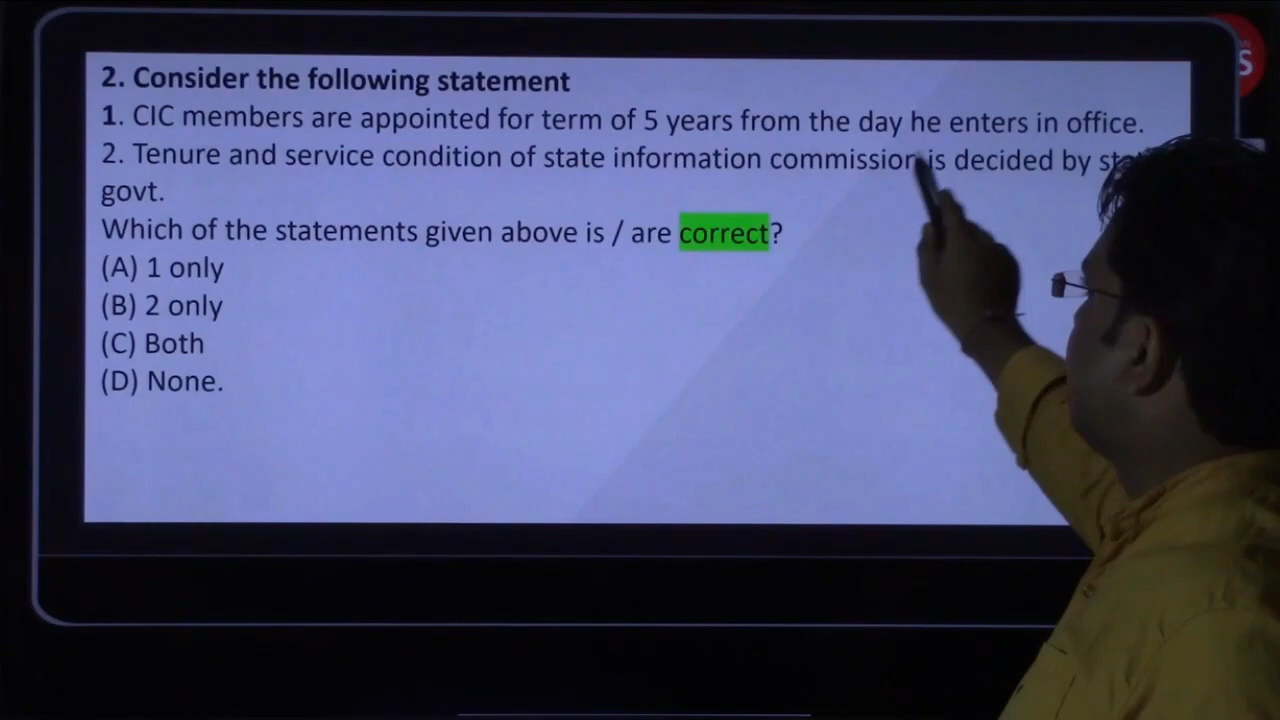 2. Consider the following statement
1. CIC members are appointed for term of 5 years from the day he enters in office.
2. Tenure and service condition of state information commission is decided by
govt.
Which of the statements given above is / are correct?
(A) 1 only
(B) 2 only
(C) Both
(D) None.
S